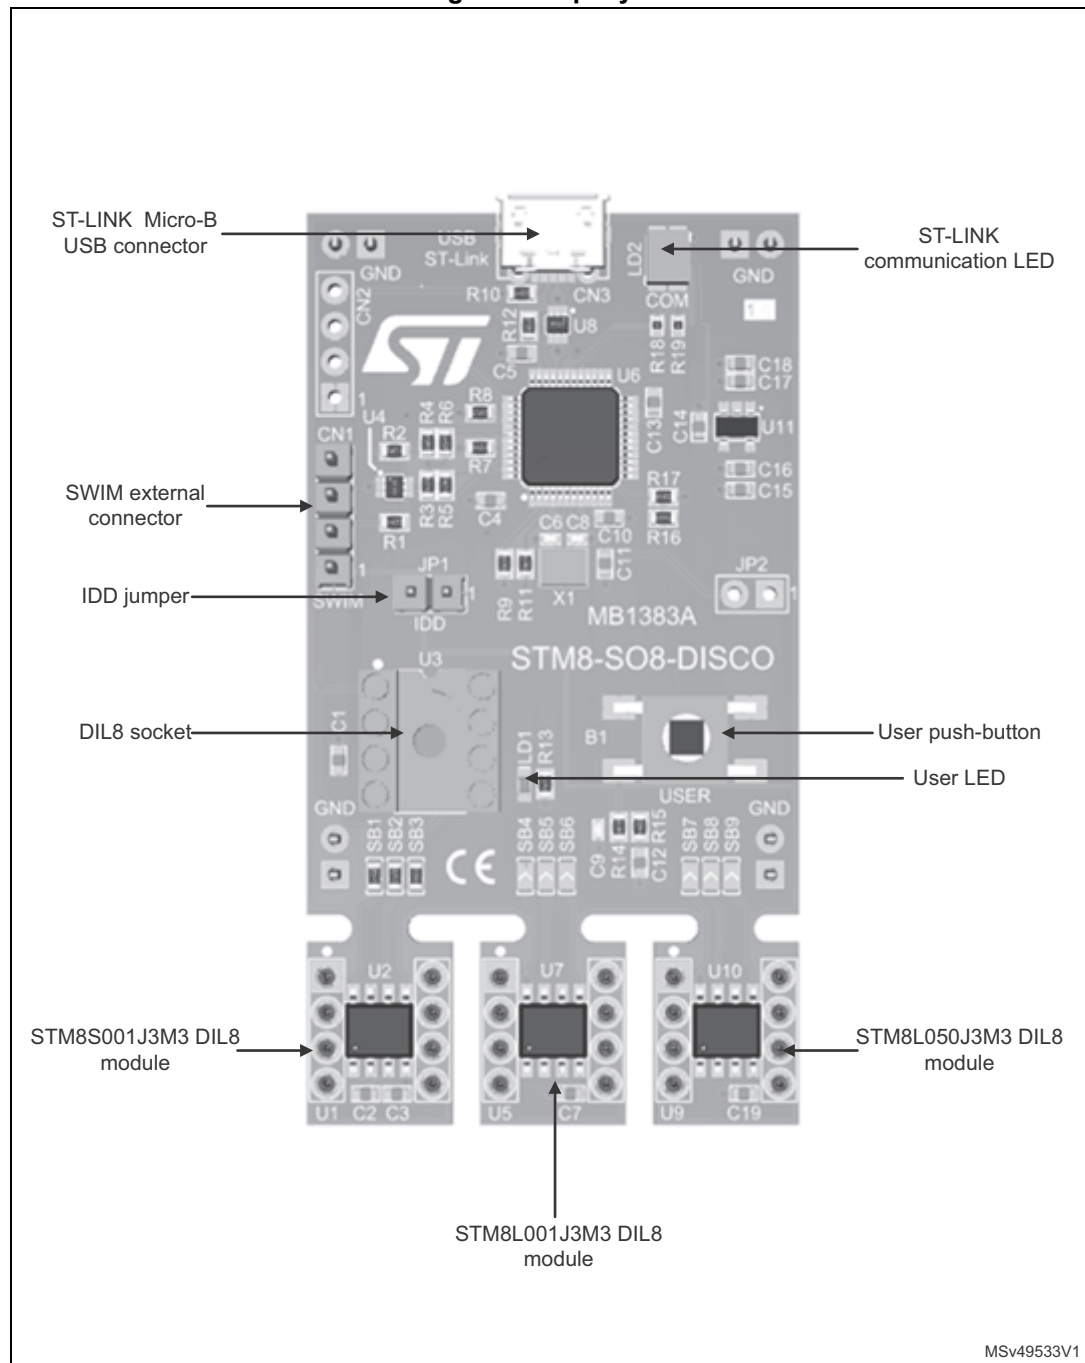 ST-LINK Micro-B
USB connector
ST-LINK
communication LED
SWIM external
connector
IDD jumper
DIL8 socket
User push-button
User LED
STM8S001J3M3 DIL8
module
STM8L050J3M3 DIL8
module
STM8L001J3M3 DIL8
module
USB
ST-Link
GND
CN2
1
R10
CN3
LD2
COM
GND
R12
U8
C5
R18
R19
ST
U6
C18
C17
U11
C14
C13
C16
C15
U4
R4
R6
R8
R2
R7
CN1
R3
R5
C4
R1
R17
R16
C10
C6
C8
C11
JP1
1
IDD
SWIM
1
R9
R11
X1
JP2
1
MB1383A
STM8-SO8-DISCO
U3
C1
LD1
R13
B1
USER
GND
SB1
SB2
SB3
CE
SB4
SB5
SB6
C9
R14
R15
C12
SB7
SB8
SB9
GND
U2
U7
U10
U1
C2
C3
U5
C7
U9
C19
MSv49533V1